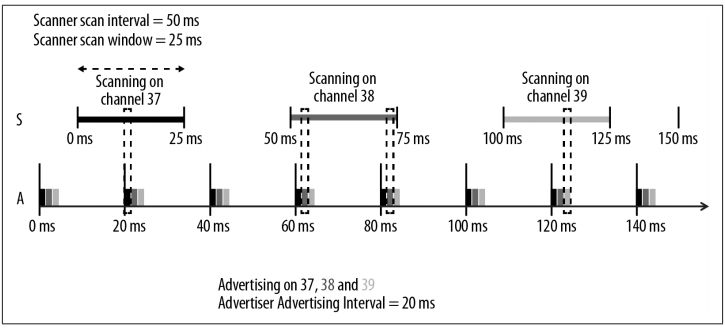 Scanner scan interval = 50 ms
Scanner scan window = 25 ms
Scanning on channel 37
Scanning on channel 38
Scanning on channel 39
S
0 ms
25 ms
50 ms
75 ms
100 ms
125 ms
150 ms
A
0 ms
20 ms
40 ms
60 ms
80 ms
100 ms
120 ms
140 ms
Advertising on 37, 38 and 39
Advertiser Advertising Interval = 20 ms